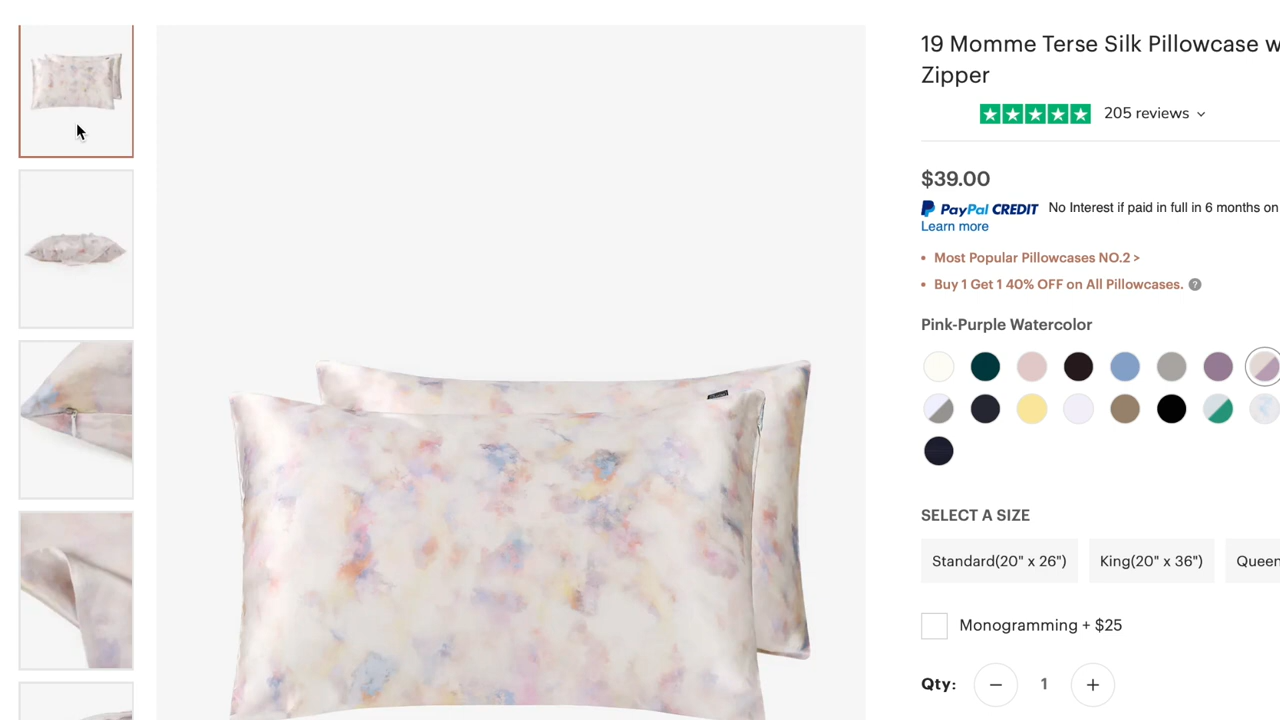 19 Momme Terse Silk Pillowcase w
Zipper
205 reviews
$39.00
PayPal CREDIT No Interest if paid in full in 6 months on
Learn more
Most Popular Pillowcases NO.2 >
Buy 1 Get 1 40% OFF on All Pillowcases. ?
Pink-Purple Watercolor
SELECT A SIZE
Standard(20" x 26") King(20" x 36") Queen
Monogramming + $25
Qty: − 1 +